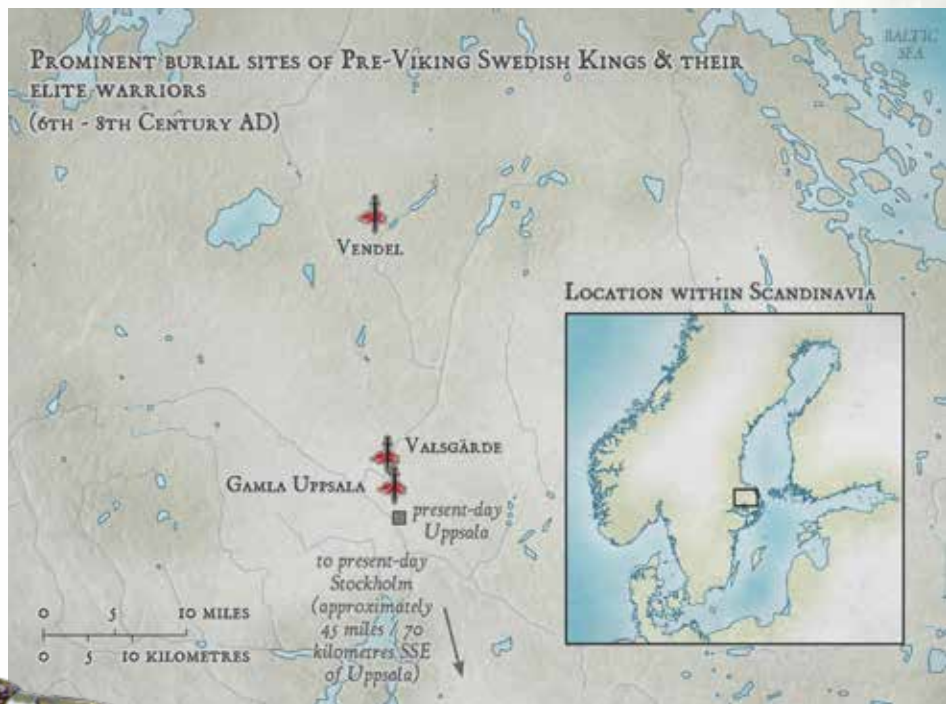 Prominent burial sites of Pre-Viking Swedish Kings & their
elite warriors
(6th - 8th Century AD)
Baltic
Sea
Vendel
Location within Scandinavia
Valsgärde
Gamla Uppsala
present-day
Uppsala
to present-day
Stockholm
(approximately
45 miles / 70
kilometres SSE
of Uppsala)
0 5 10 miles
0 5 10 kilometres